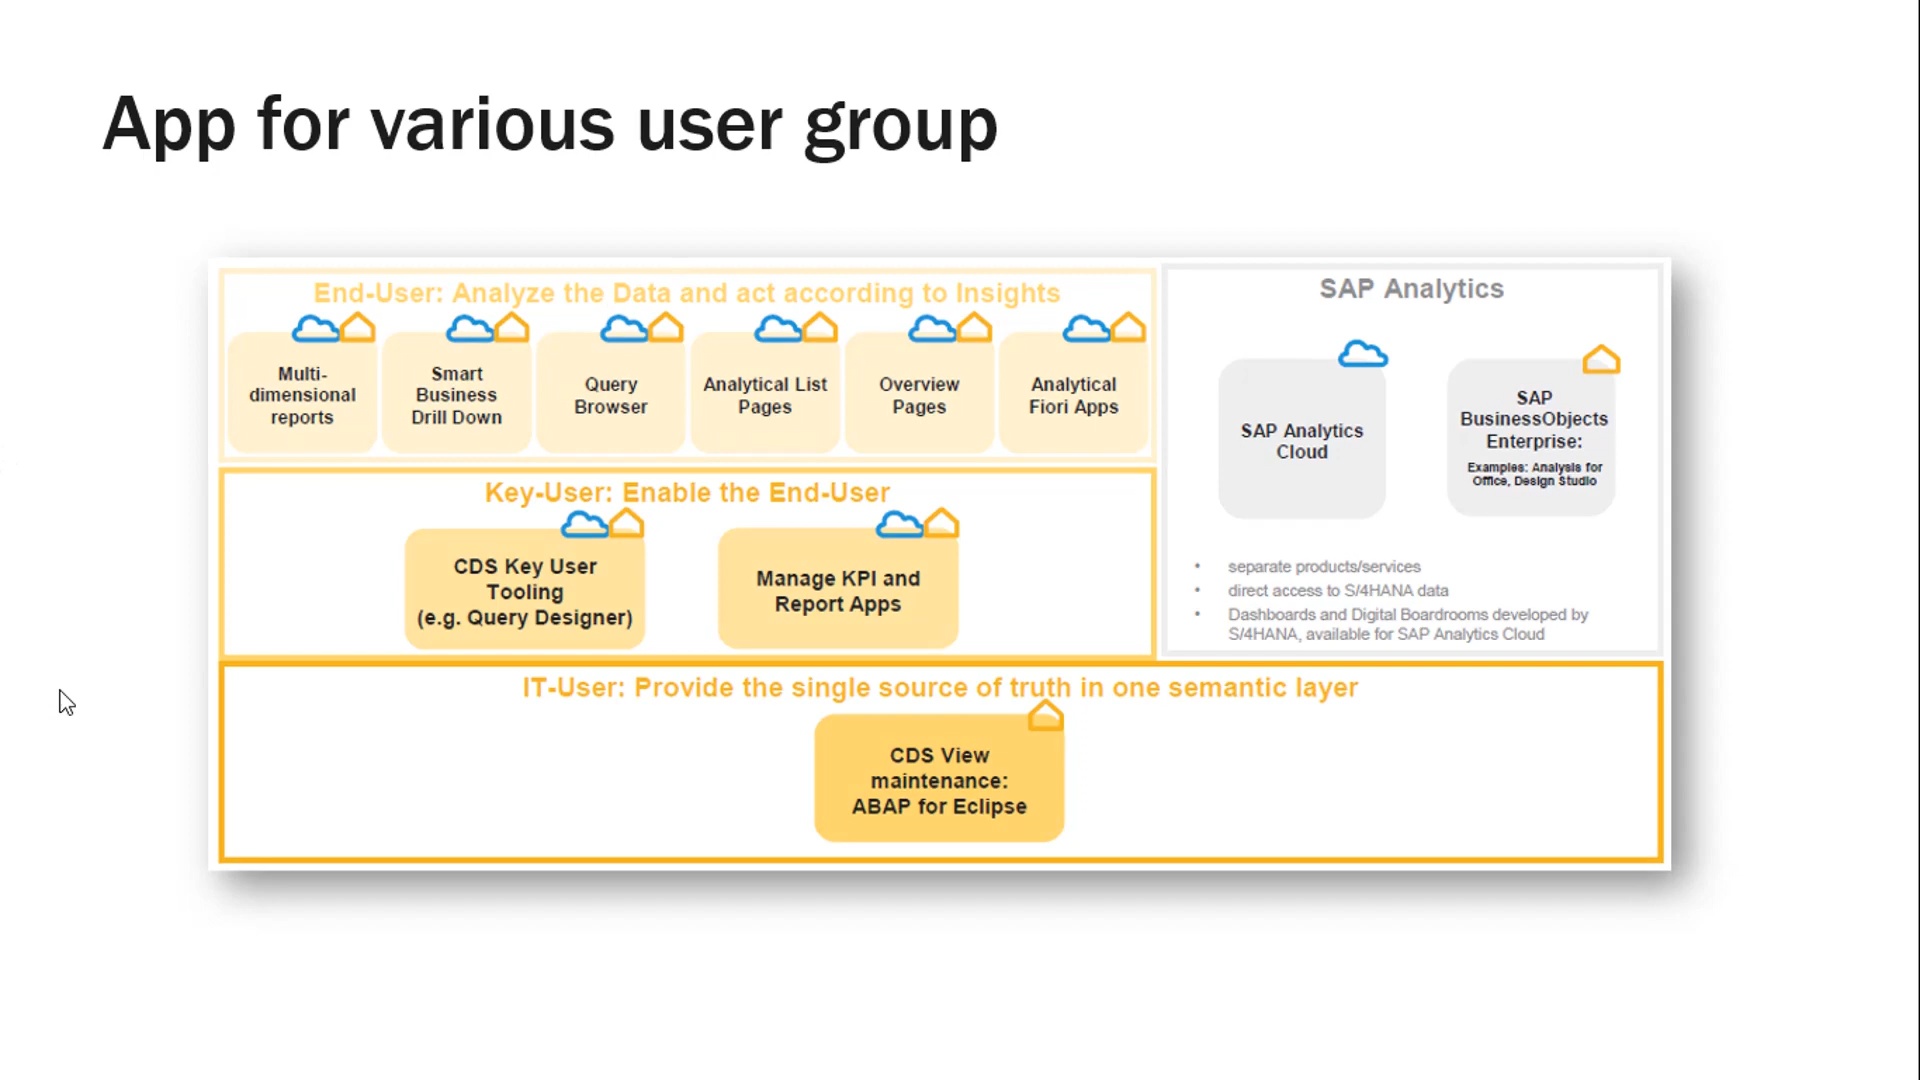 App for various user group
End-User: Analyze the Data and act according to Insights
Multi-
dimensional
reports
Smart
Business
Drill Down
Query
Browser
Analytical List
Pages
Overview
Pages
Analytical
Fiori Apps
SAP Analytics
SAP Analytics
Cloud
SAP
BusinessObjects
Enterprise:
Examples: Analysis for
Office, Design Studio
• separate products/services
• direct access to S/4HANA data
• Dashboards and Digital Boardrooms developed by
S/4HANA, available for SAP Analytics Cloud
Key-User: Enable the End-User
CDS Key User
Tooling
(e.g. Query Designer)
Manage KPI and
Report Apps
IT-User: Provide the single source of truth in one semantic layer
CDS View
maintenance:
ABAP for Eclipse